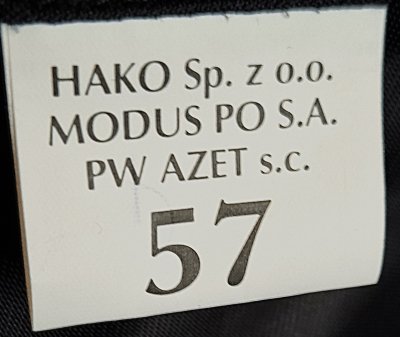 HAKO Sp. z o.o.
MODUS PO S.A.
PW AZET s.c.
57